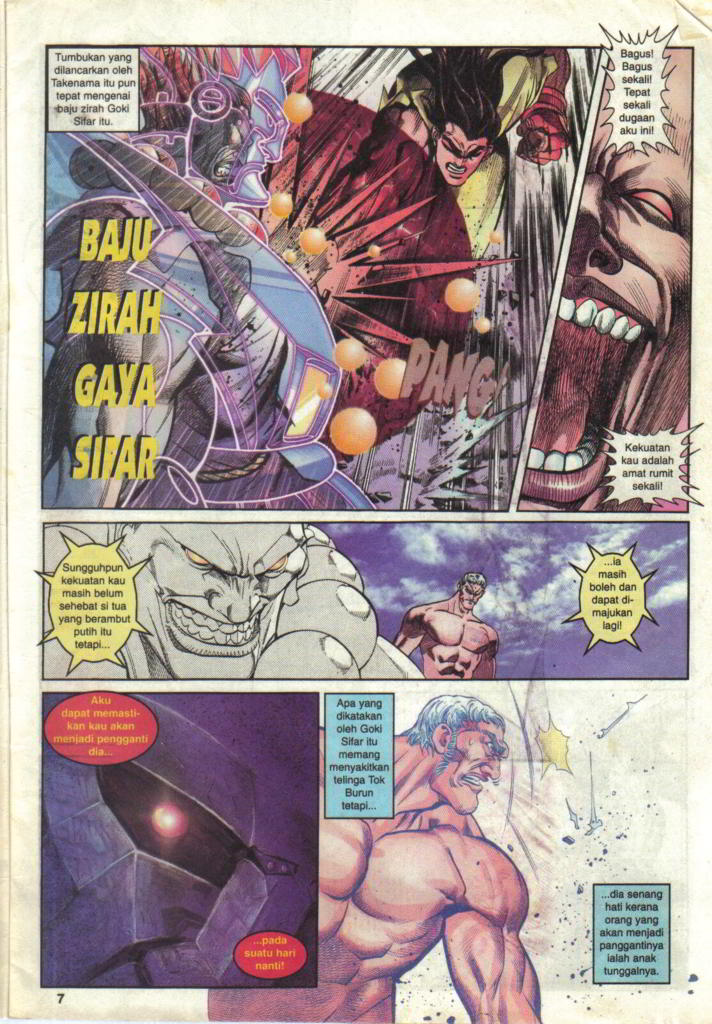 Tumbukan yang
dilancarkan oleh
Takenama itu pun
tepat mengenai
baju zirah Goki
Sifar itu.
BAJU
ZIRAH
GAYA
SIFAR
PANG!
Bagus!
Bagus
sekali!
Tepat
sekali
dugaan
aku ini!
Kekuatan
kau adalah
amat rumit
sekali!
Sungguhpun
kekuatan kau
masih belum
sehebat si tua
yang berambut
putih itu
tetapi...
...ia
masih
boleh dan
dapat di-
majukan
lagi!
Aku
dapat memasti-
kan kau akan
menjadi pengganti
dia...
...pada
suatu hari
nanti!
Apa yang
dikatakan
oleh Goki
Sifar itu
memang
menyakitkan
telinga Tok
Burun
tetapi...
...dia senang
hati kerana
orang yang
akan menjadi
panggantinya
ialah anak
tunggalnya.
7